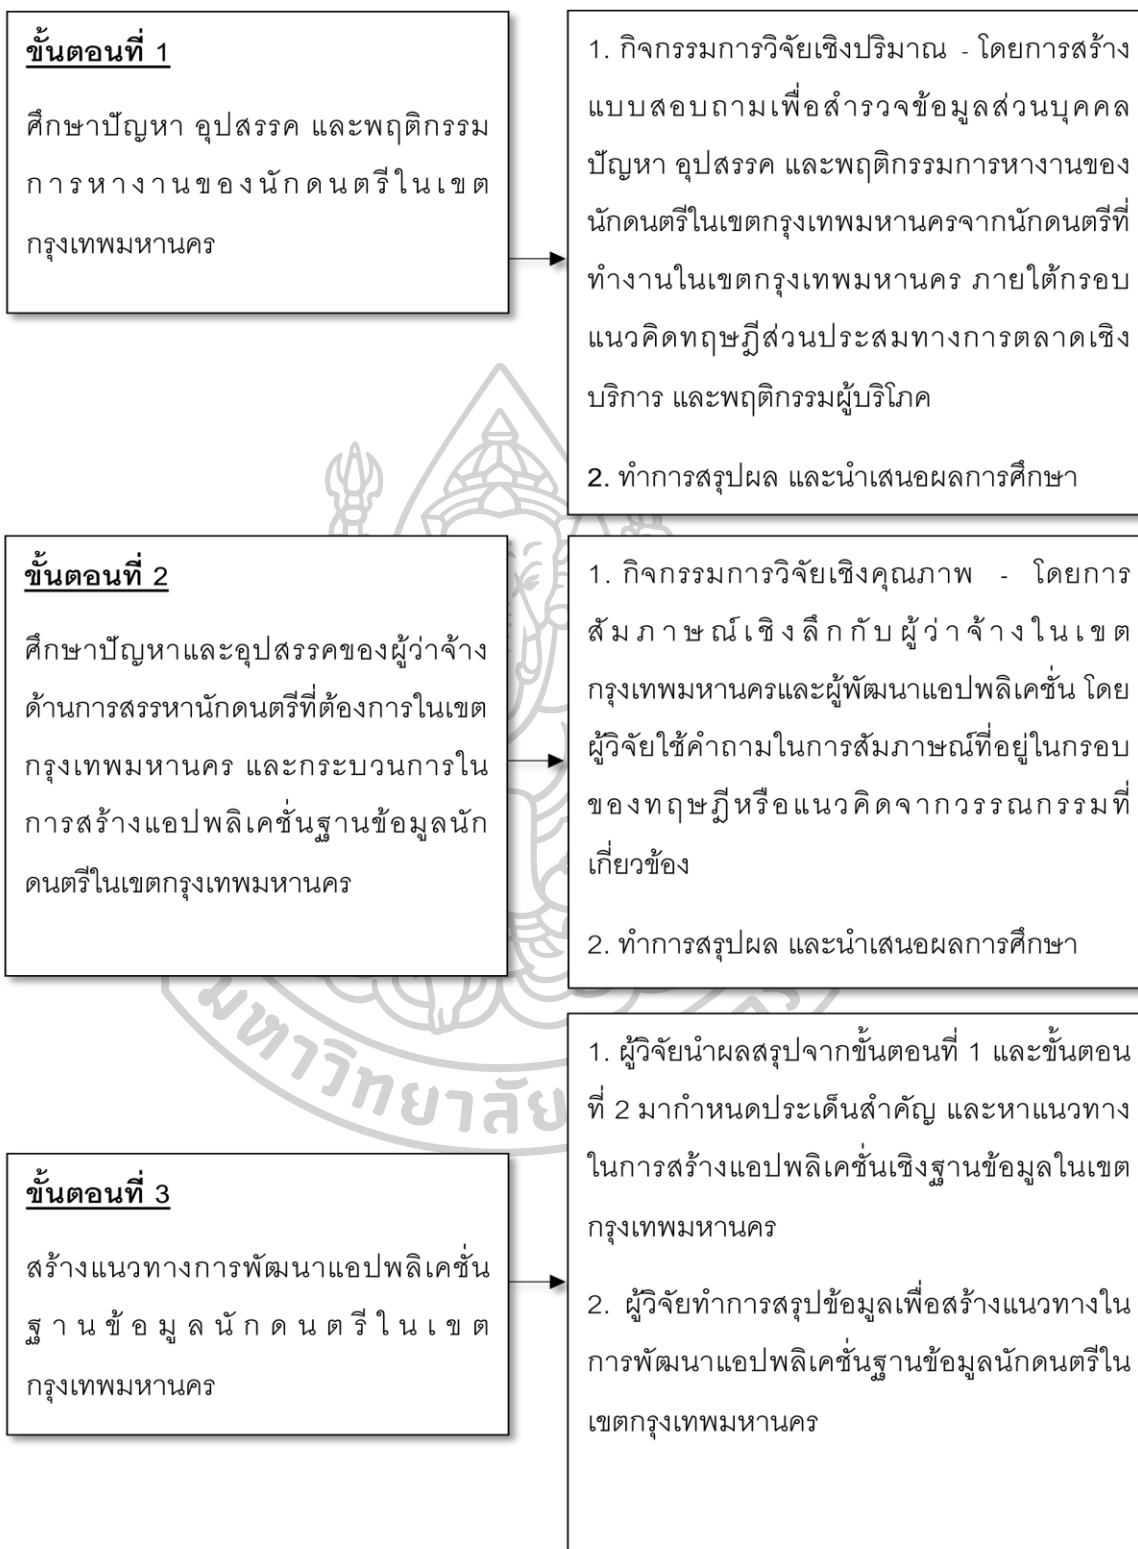 ขั้นตอนที่ 1
ศึกษาปัญหา อุปสรรค และพฤติกรรม
การหางานของนักดนตรีในเขต
กรุงเทพมหานคร
1. กิจกรรมการวิจัยเชิงปริมาณ - โดยการสร้าง
แบบสอบถามเพื่อสำรวจข้อมูลส่วนบุคคล
ปัญหา อุปสรรค และพฤติกรรมการหางานของ
นักดนตรีในเขตกรุงเทพมหานครจากนักดนตรีที่
ทำงานในเขตกรุงเทพมหานคร ภายใต้กรอบ
แนวคิดทฤษฎีส่วนประสมทางการตลาดเชิง
บริการ และพฤติกรรมผู้บริโภค
2. ทำการสรุปผล และนำเสนอผลการศึกษา
ขั้นตอนที่ 2
ศึกษาปัญหาและอุปสรรคของผู้ว่าจ้าง
ด้านการสรรหานักดนตรีที่ต้องการในเขต
กรุงเทพมหานคร และกระบวนการใน
การสร้างแอปพลิเคชั่นฐานข้อมูลนัก
ดนตรีในเขตกรุงเทพมหานคร
1. กิจกรรมการวิจัยเชิงคุณภาพ - โดยการ
สัมภาษณ์เชิงลึกกับผู้ว่าจ้างในเขต
กรุงเทพมหานครและผู้พัฒนาแอปพลิเคชั่น โดย
ผู้วิจัยใช้คำถามในการสัมภาษณ์ที่อยู่ในกรอบ
ของทฤษฎีหรือแนวคิดจากวรรณกรรมที่
เกี่ยวข้อง
2. ทำการสรุปผล และนำเสนอผลการศึกษา
มหาวิทยาลัย
ขั้นตอนที่ 3
สร้างแนวทางการพัฒนาแอปพลิเคชั่น
ฐานข้อมูลนักดนตรีในเขต
กรุงเทพมหานคร
1. ผู้วิจัยนำผลสรุปจากขั้นตอนที่ 1 และขั้นตอน
ที่ 2 มากำหนดประเด็นสำคัญ และหาแนวทาง
ในการสร้างแอปพลิเคชั่นเชิงฐานข้อมูลในเขต
กรุงเทพมหานคร
2. ผู้วิจัยทำการสรุปข้อมูลเพื่อสร้างแนวทางใน
การพัฒนาแอปพลิเคชั่นฐานข้อมูลนักดนตรีใน
เขตกรุงเทพมหานคร